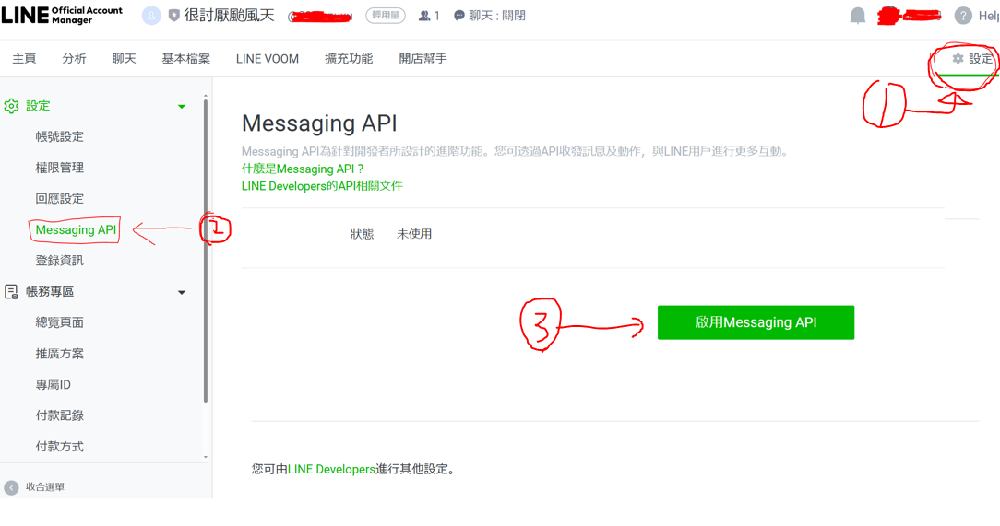 LINE Official Account Manager
很討厭颱風天 @ 輕用量 1 聊天 : 關閉
? Help
主頁 分析 聊天 基本檔案 LINE VOOM 擴充功能 開店幫手 設定
1
設定
帳號設定
權限管理
回應設定
Messaging API
2
登錄資訊
帳務專區
總覽頁面
推廣方案
專屬ID
付款記錄
付款方式
收合選單
Messaging API
Messaging API為針對開發者所設計的進階功能。您可透過API收發訊息及動作，與LINE用戶進行更多互動。
什麼是Messaging API？
LINE Developers的API相關文件
狀態 未使用
3
啟用Messaging API
您可由LINE Developers進行其他設定。